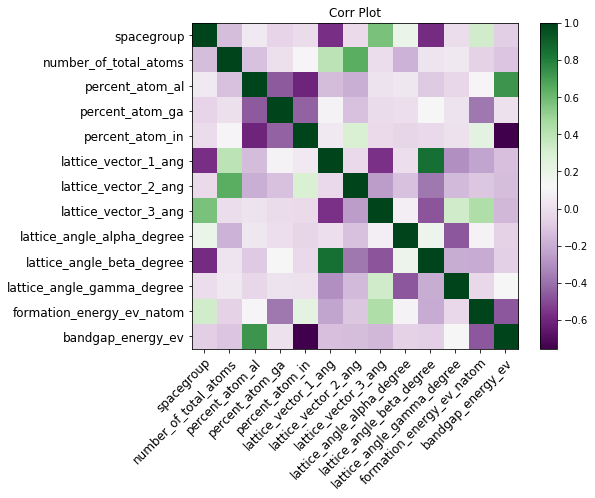 Corr Plot
spacegroup
number_of_total_atoms
percent_atom_al
percent_atom_ga
percent_atom_in
lattice_vector_1_ang
lattice_vector_2_ang
lattice_vector_3_ang
lattice_angle_alpha_degree
lattice_angle_beta_degree
lattice_angle_gamma_degree
formation_energy_ev_natom
bandgap_energy_ev
spacegroup
number_of_total_atoms
percent_atom_al
percent_atom_ga
percent_atom_in
lattice_vector_1_ang
lattice_vector_2_ang
lattice_vector_3_ang
lattice_angle_alpha_degree
lattice_angle_beta_degree
lattice_angle_gamma_degree
formation_energy_ev_natom
bandgap_energy_ev
1.0
0.8
0.6
0.4
0.2
0.0
−0.2
−0.4
−0.6